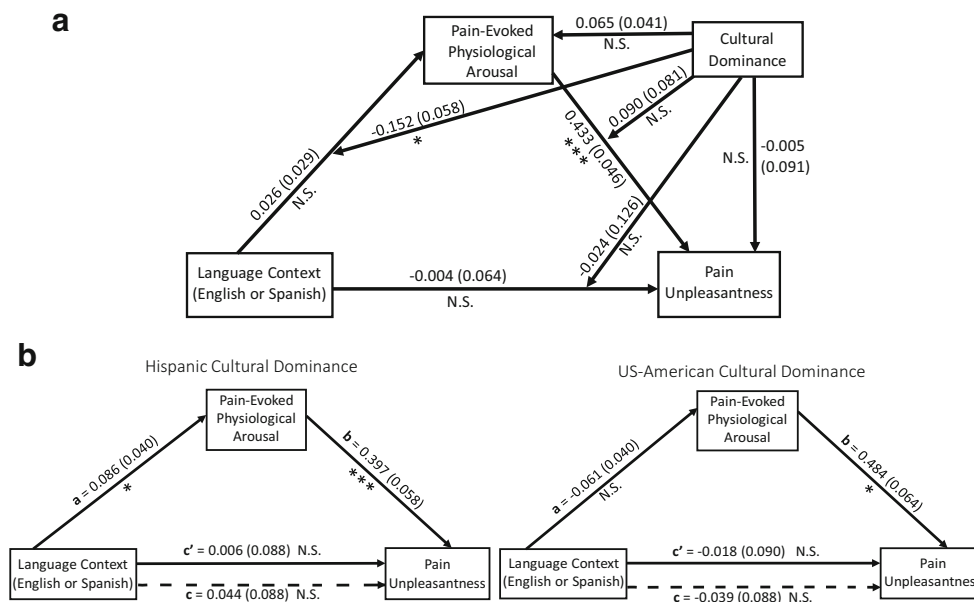 a
Pain-Evoked
Physiological
Arousal
0.065 (0.041)
N.S.
Cultural
Dominance
-0.152 (0.058)
*
0.090 (0.081)
N.S.
0.433 (0.046)
***
0.026 (0.029)
N.S.
N.S.
-0.005
(0.091)
-0.024 (0.126)
N.S.
Language Context
(English or Spanish)
-0.004 (0.064)
N.S.
Pain
Unpleasantness
b
Hispanic Cultural Dominance
Pain-Evoked
Physiological
Arousal
a = 0.086 (0.040)
*
b = 0.397 (0.058)
***
Language Context
(English or Spanish)
c' = 0.006 (0.088) N.S.
c = 0.044 (0.088) N.S.
Pain
Unpleasantness
US-American Cultural Dominance
Pain-Evoked
Physiological
Arousal
a = -0.061 (0.040)
N.S.
b = 0.484 (0.064)
*
Language Context
(English or Spanish)
c' = -0.018 (0.090) N.S.
c = -0.039 (0.088) N.S.
Pain
Unpleasantness